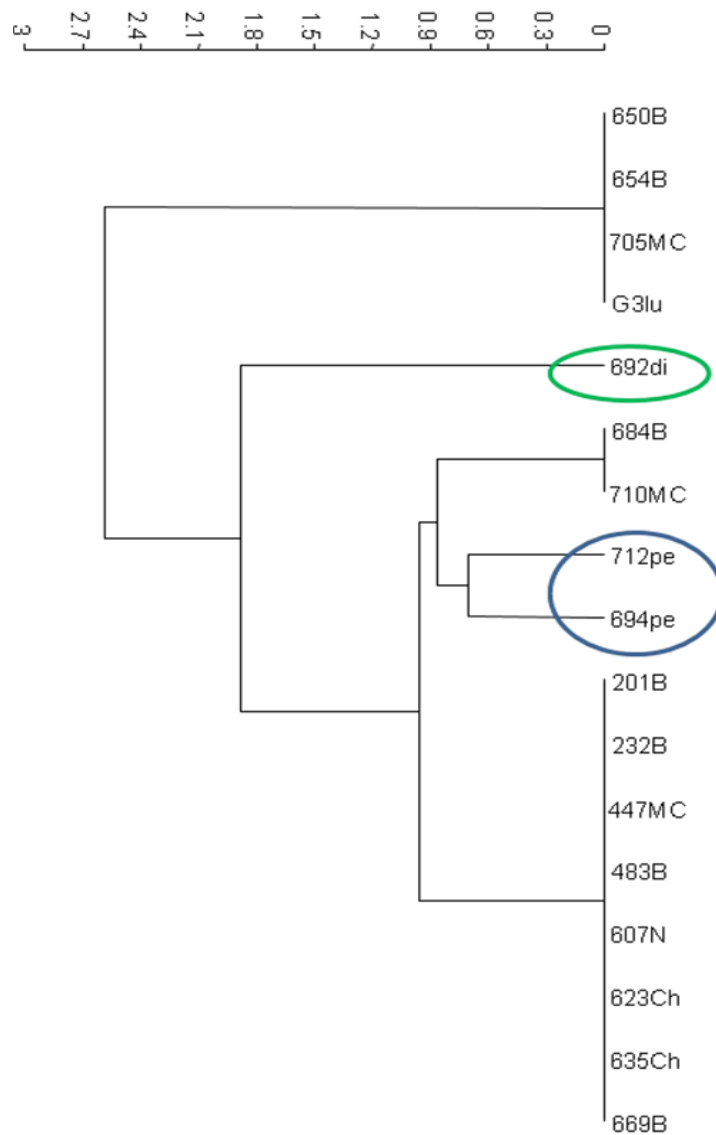 3 2.7 2.4 2.1 1.8 1.5 1.2 0.9 0.6 0.3 0
650B
654B
705MC
G3lu
692di
684B
710MC
712pe
694pe
201B
232B
447MC
483B
607N
623Ch
635Ch
669B